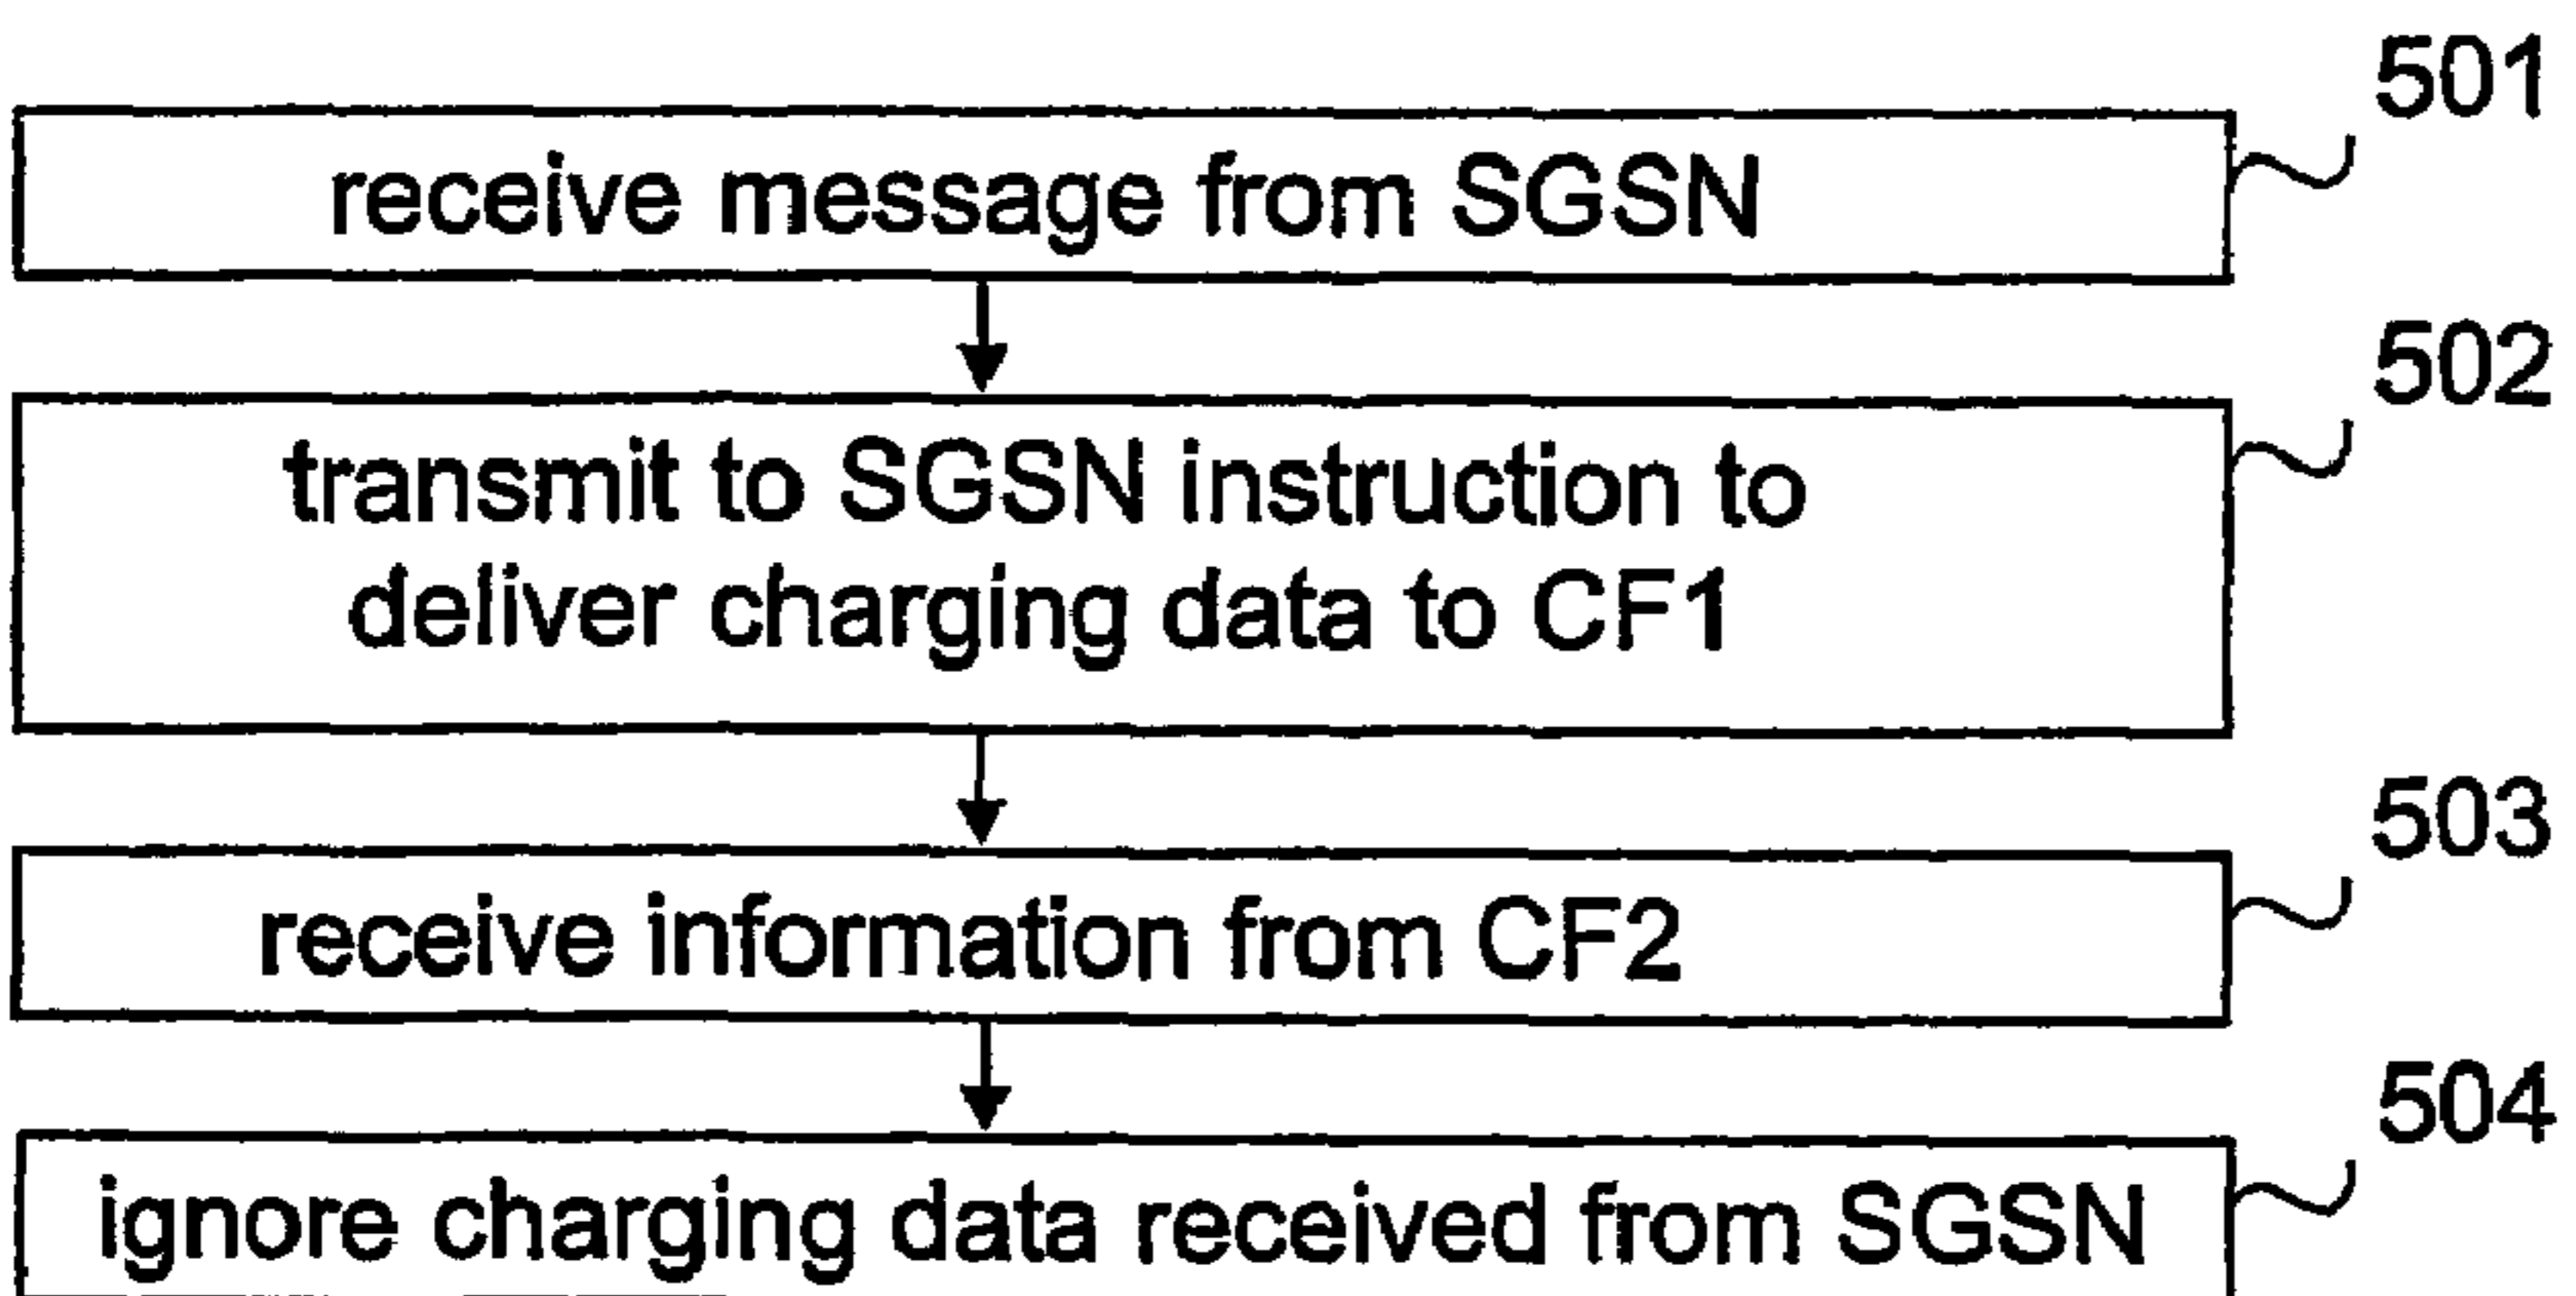 501
receive message from SGSN
502
transmit to SGSN instruction to
deliver charging data to CF1
503
receive information from CF2
504
ignore charging data received from SGSN